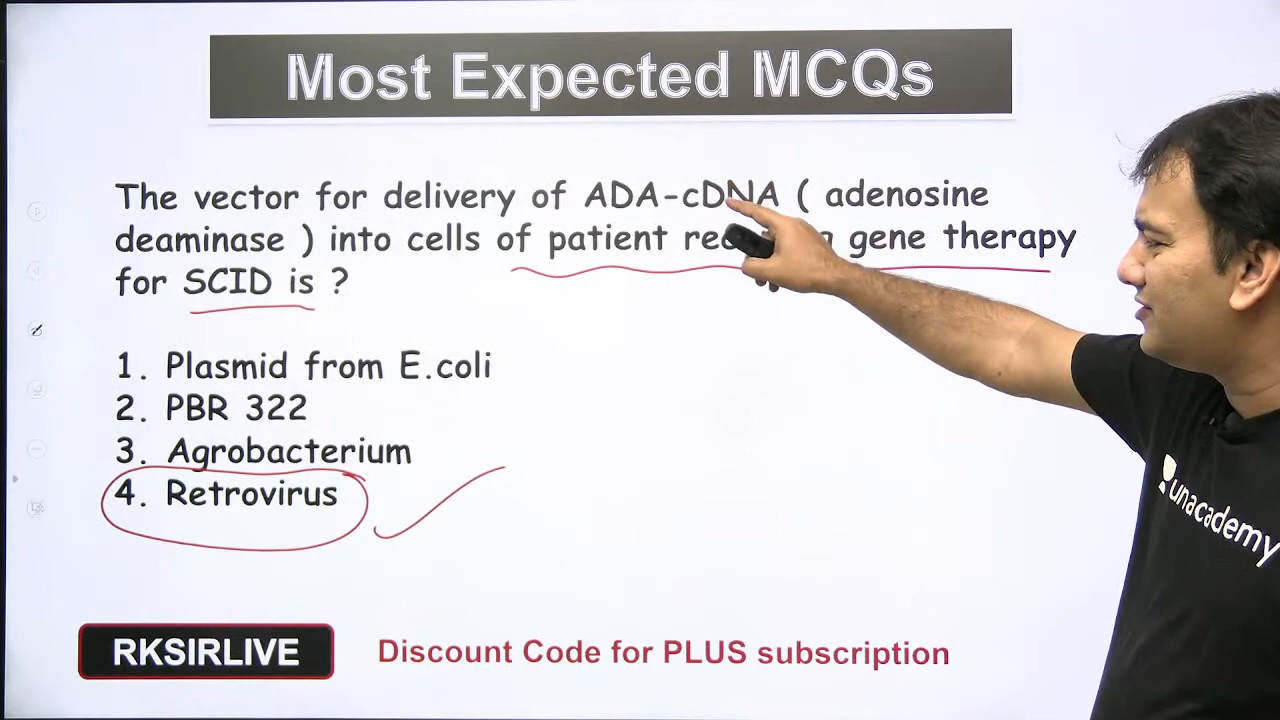 Most Expected MCQs
The vector for delivery of ADA-cDNA ( adenosine
deaminase ) into cells of patient gene therapy
for SCID is ?
1. Plasmid from E.coli
2. PBR 322
3. Agrobacterium
4. Retrovirus
unacademy
RKSIRLIVE
Discount Code for PLUS subscription